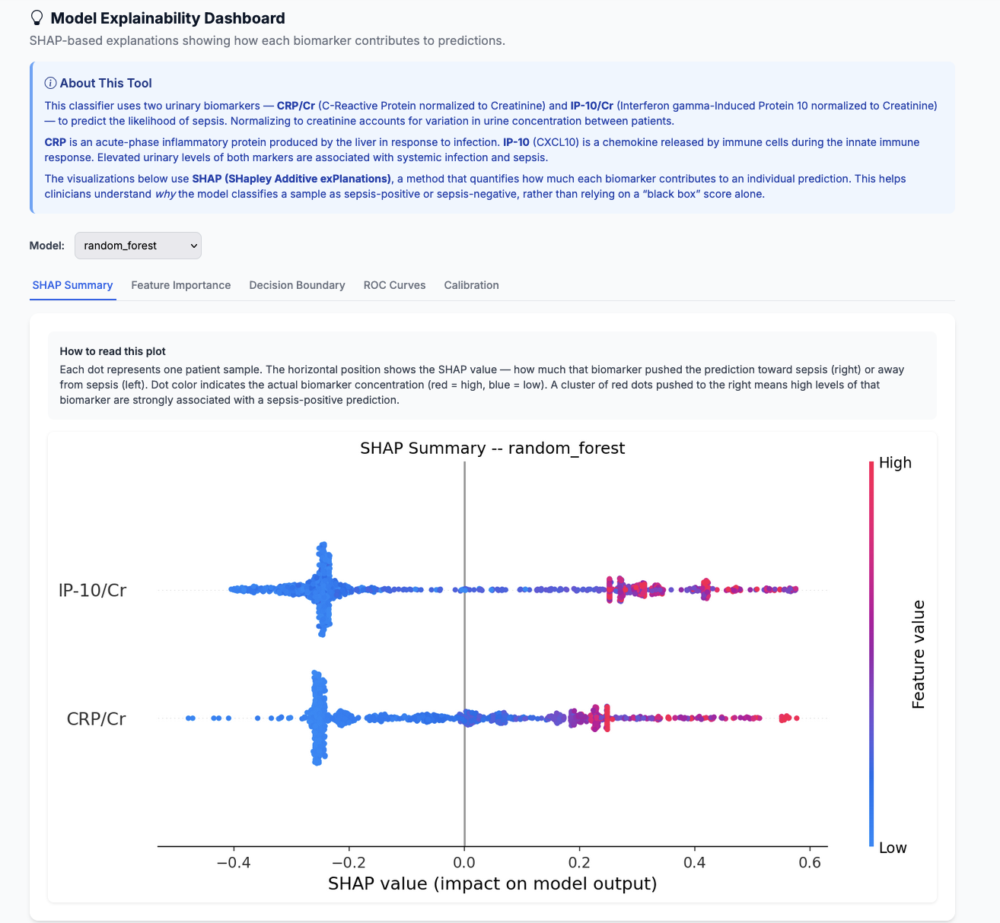 Model Explainability Dashboard
SHAP-based explanations showing how each biomarker contributes to predictions.
About This Tool
This classifier uses two urinary biomarkers — CRP/Cr (C-Reactive Protein normalized to Creatinine) and IP-10/Cr (Interferon gamma-Induced Protein 10 normalized to Creatinine)
— to predict the likelihood of sepsis. Normalizing to creatinine accounts for variation in urine concentration between patients.
CRP is an acute-phase inflammatory protein produced by the liver in response to infection. IP-10 (CXCL10) is a chemokine released by immune cells during the innate immune
response. Elevated urinary levels of both markers are associated with systemic infection and sepsis.
The visualizations below use SHAP (SHapley Additive exPlanations), a method that quantifies how much each biomarker contributes to an individual prediction. This helps
clinicians understand why the model classifies a sample as sepsis-positive or sepsis-negative, rather than relying on a “black box” score alone.
Model: random_forest
SHAP Summary Feature Importance Decision Boundary ROC Curves Calibration
How to read this plot
Each dot represents one patient sample. The horizontal position shows the SHAP value — how much that biomarker pushed the prediction toward sepsis (right) or away
from sepsis (left). Dot color indicates the actual biomarker concentration (red = high, blue = low). A cluster of red dots pushed to the right means high levels of that
biomarker are strongly associated with a sepsis-positive prediction.
SHAP Summary -- random_forest
High
IP-10/Cr
Feature value
CRP/Cr
Low
−0.4 −0.2 0.0 0.2 0.4 0.6
SHAP value (impact on model output)